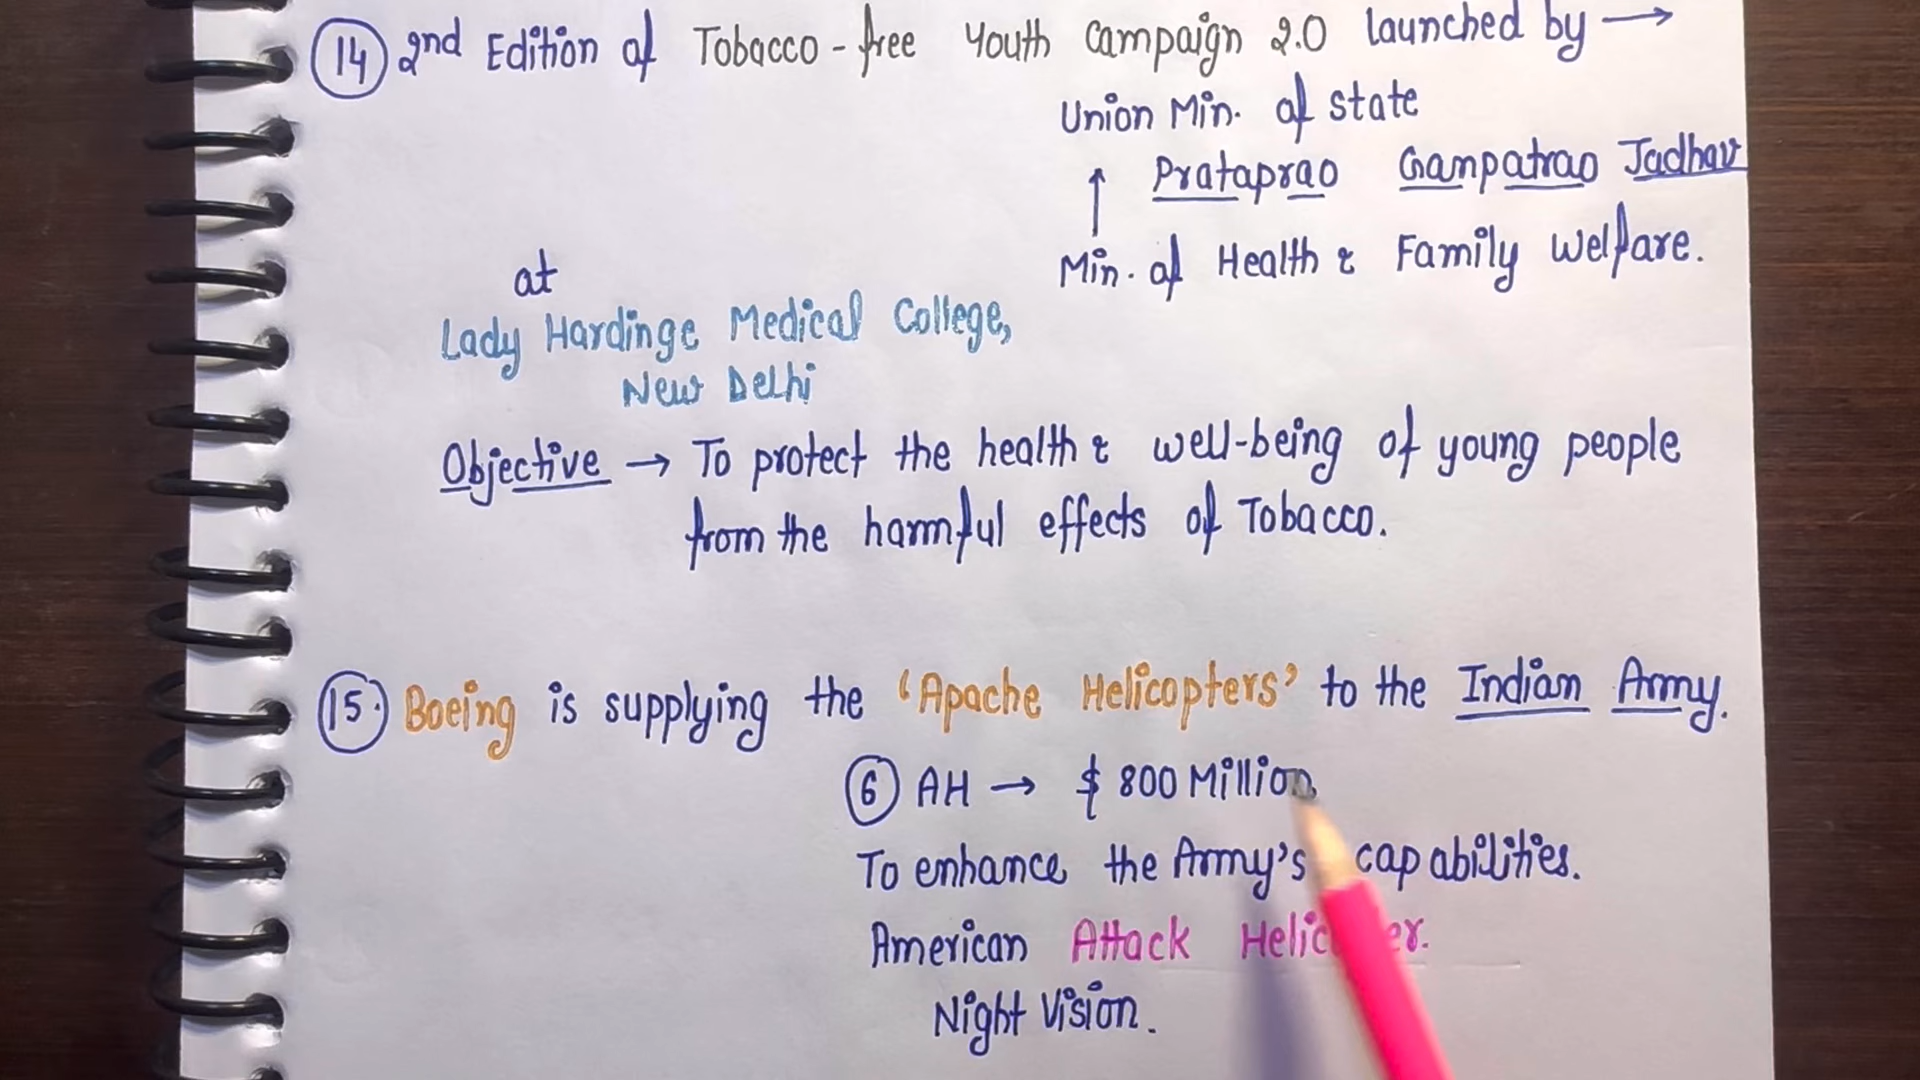 14 2nd Edition of Tobacco-free Youth Campaign 2.0 launched by →
Union Min. of state
↑ Prataprao Ganpatrao Jadhav
Min. of Health & Family Welfare.
at
Lady Hardinge Medical College,
New Delhi
Objective → To protect the health & well-being of young people
from the harmful effects of Tobacco.
15. Boeing is supplying the 'Apache Helicopters' to the Indian Army.
6 AH → $ 800 Million
To enhance the Army's capabilities.
American Attack
Night Vision.